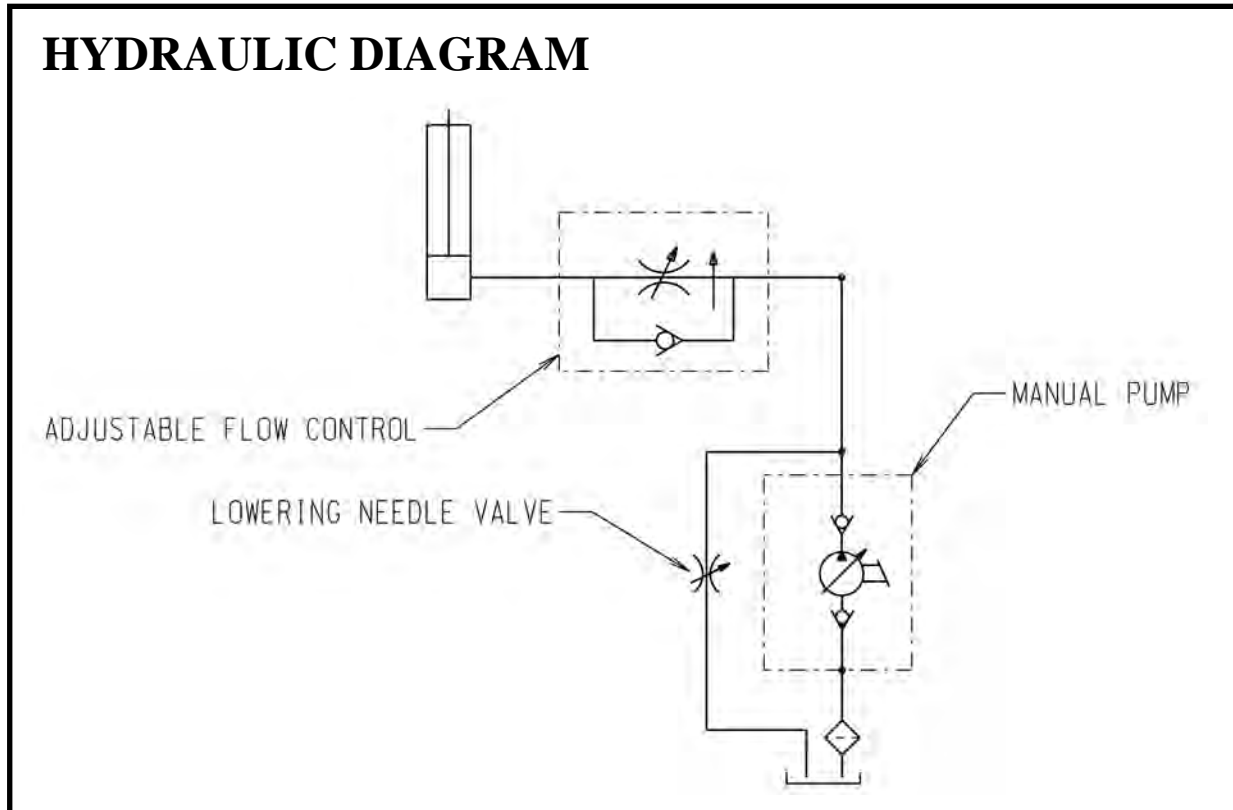 HYDRAULIC DIAGRAM
ADJUSTABLE FLOW CONTROL
MANUAL PUMP
LOWERING NEEDLE VALVE